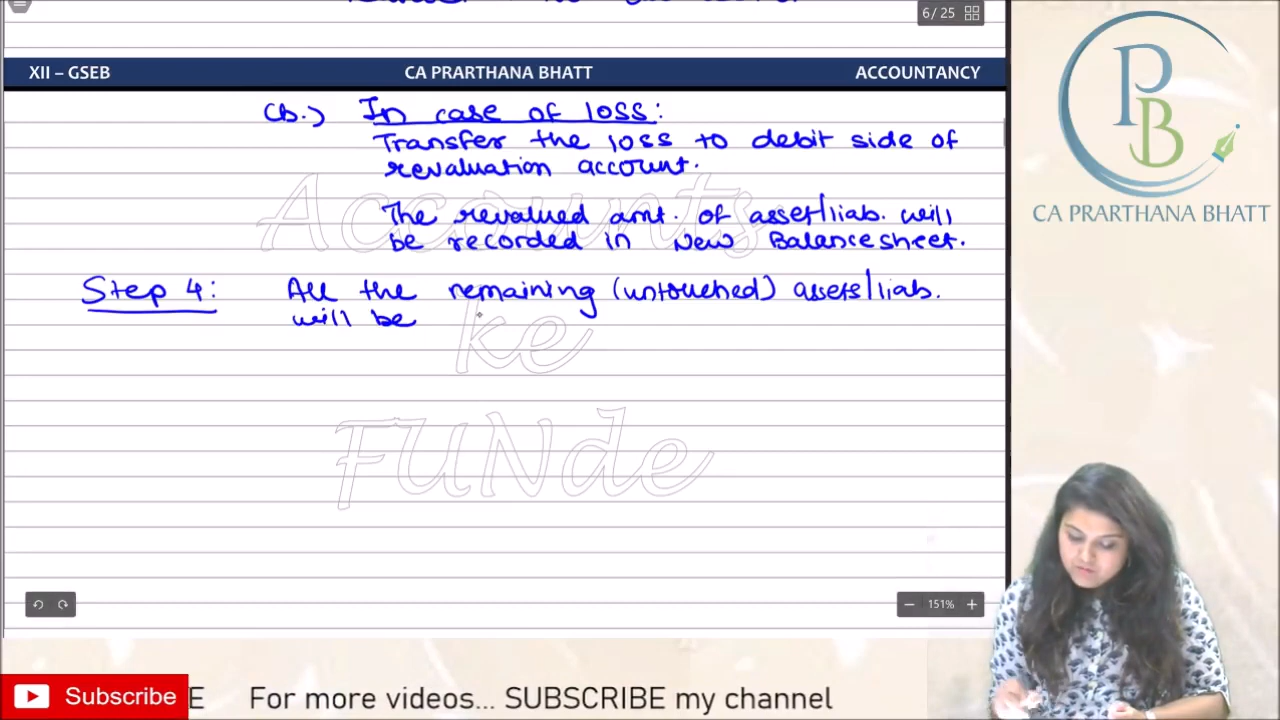 6 / 25
XII – GSEB CA PRARTHANA BHATT ACCOUNTANCY
(b.) In case of loss:
Transfer the loss to debit side of
revaluation account.
The revalued amt. of asset/liab. will
be recorded in New Balancesheet.
Step 4: All the remaining (untouched) assets/liab.
will be
Accounts
ke
FUNde
151%
PB
CA PRARTHANA BHATT
Subscribe E For more videos... SUBSCRIBE my channel